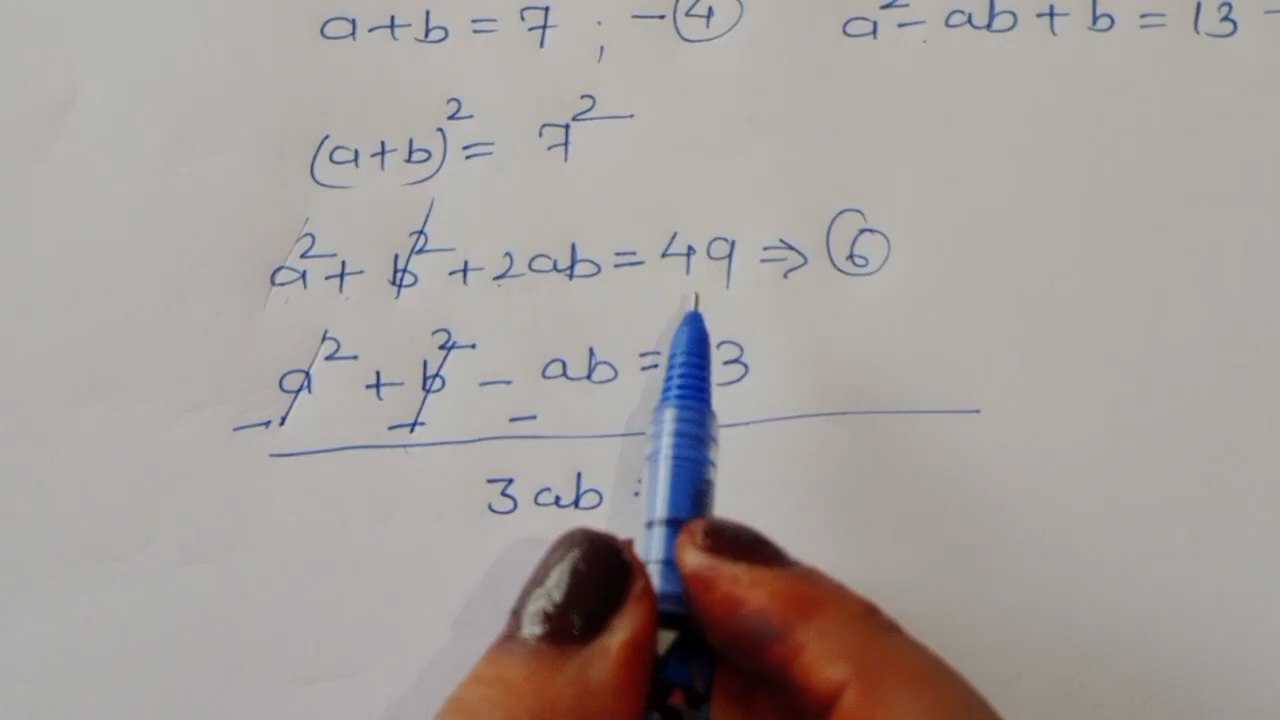 a+b = 7 ; - ④ a² - ab + b = 13 -
(a+b)² = 7²
a² + b² + 2ab = 49 ⇒ ⑥
a² + b² - ab = 3
- - -
3ab :